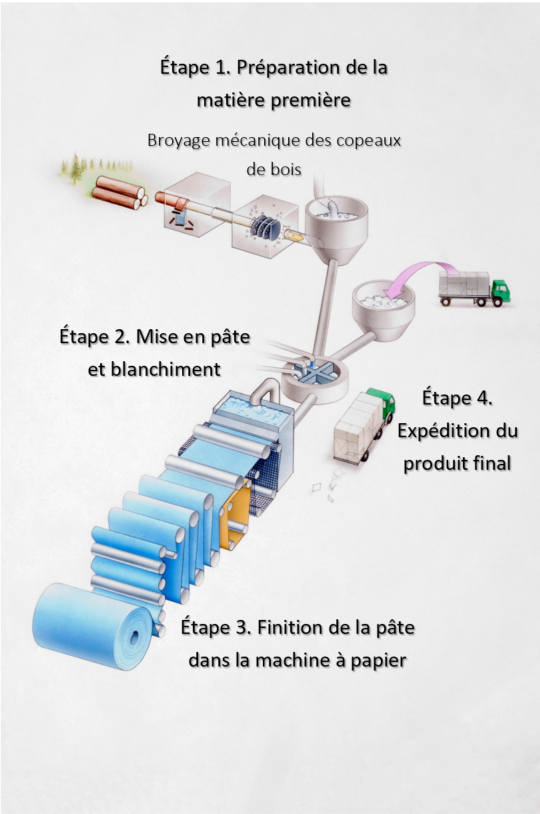 Étape 1. Préparation de la
matière première
Broyage mécanique des copeaux
de bois
Étape 2. Mise en pâte
et blanchiment
Étape 4.
Expédition du
produit final
Étape 3. Finition de la pâte
dans la machine à papier